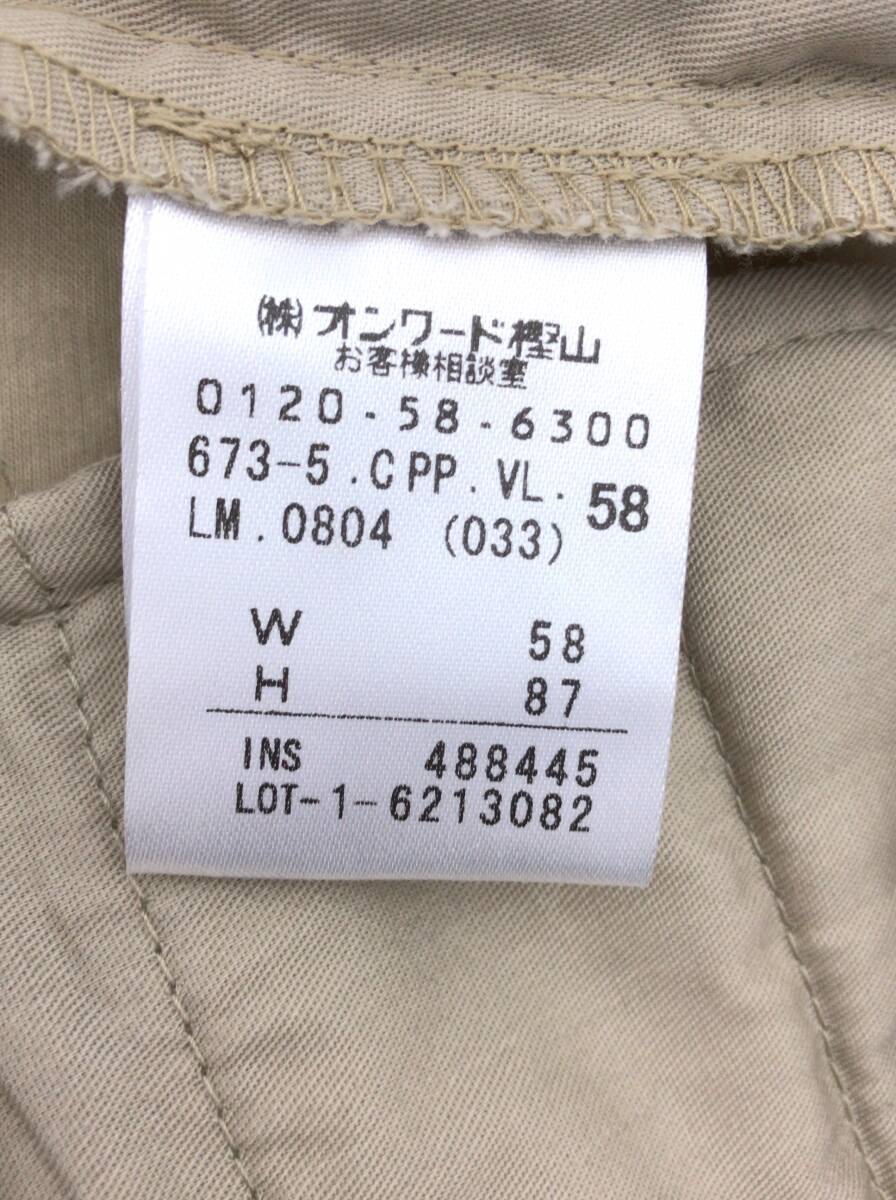 ㈱オンワード樫山
お客様相談室
0120-58-6300
673-5.CPP.VL. 58
LM.0804 (033)
W 58
H 87
INS 488445
LOT-1-6213082